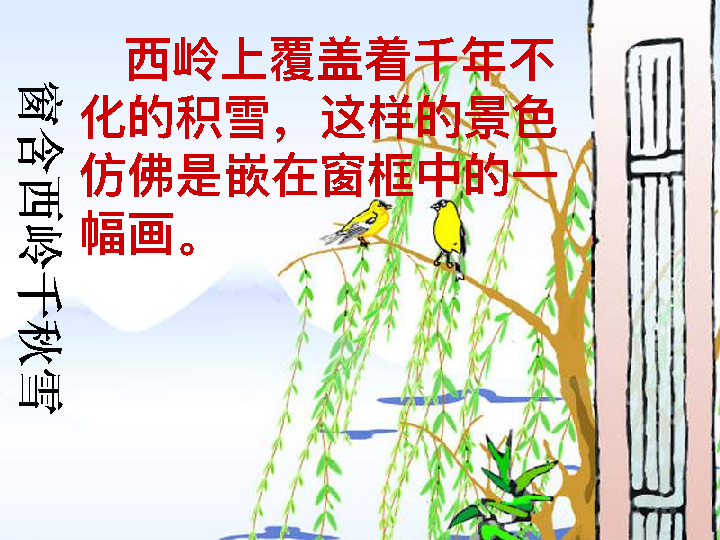 西岭上覆盖着千年不
化的积雪，这样的景色
仿佛是嵌在窗框中的一
幅画。
窗含西岭千秋雪